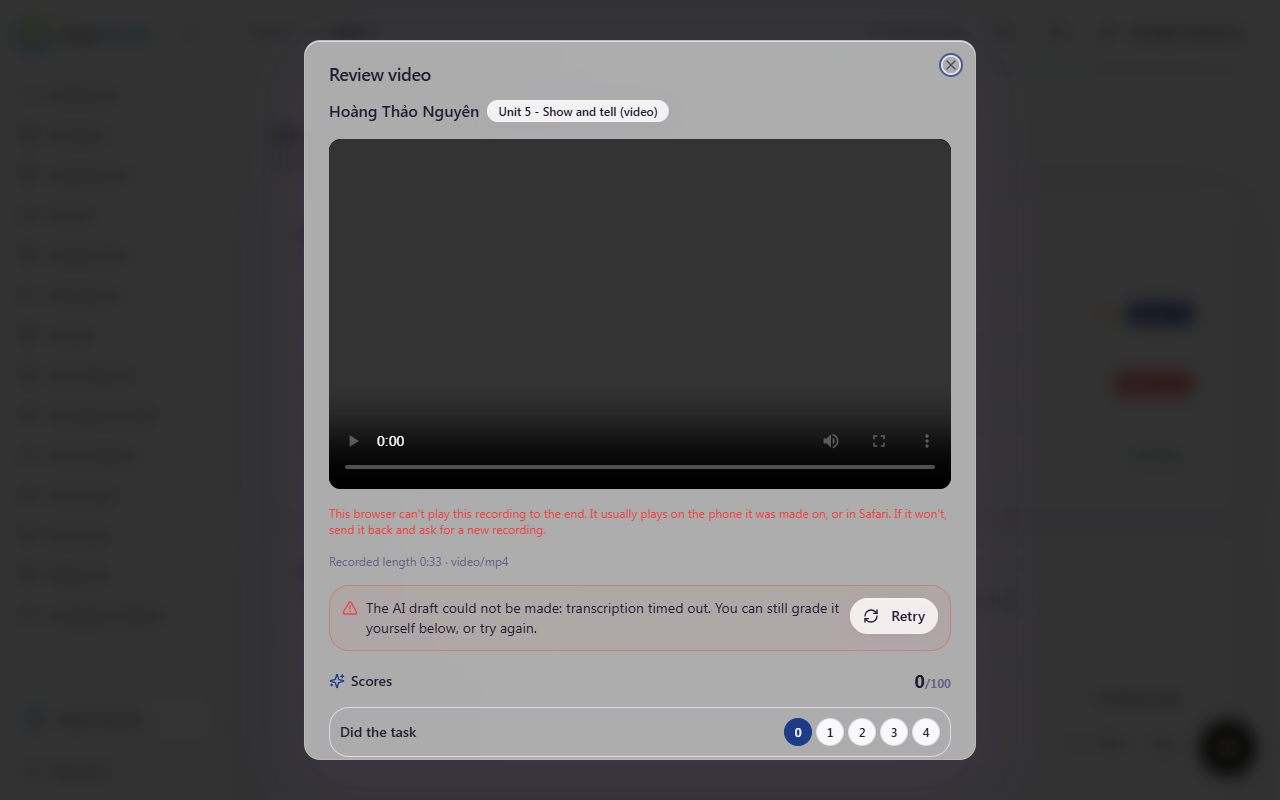 Review video
Hoàng Thảo Nguyên Unit 5 - Show and tell (video)
0:00
This browser can't play this recording to the end. It usually plays on the phone it was made on, or in Safari. If it won't,
send it back and ask for a new recording.
Recorded length 0:33 · video/mp4
The AI draft could not be made: transcription timed out. You can still grade it
yourself below, or try again.
Retry
Scores 0/100
Did the task 0 1 2 3 4